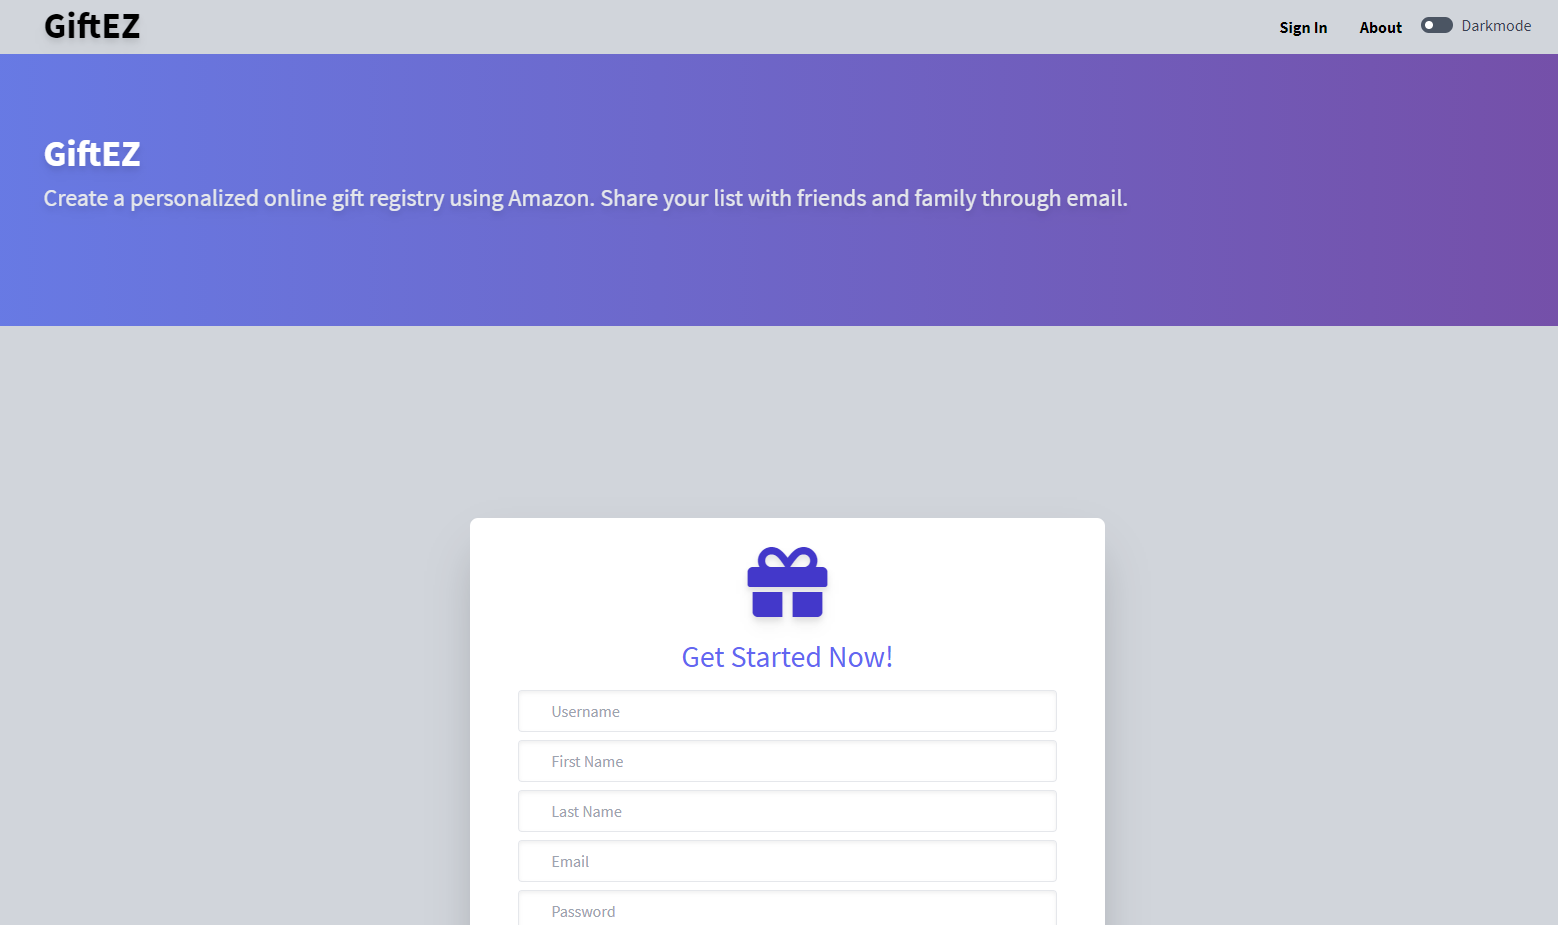 GiftEZ
Sign In
About
Darkmode
GiftEZ
Create a personalized online gift registry using Amazon. Share your list with friends and family through email.
Get Started Now!
Username
First Name
Last Name
Email
Password